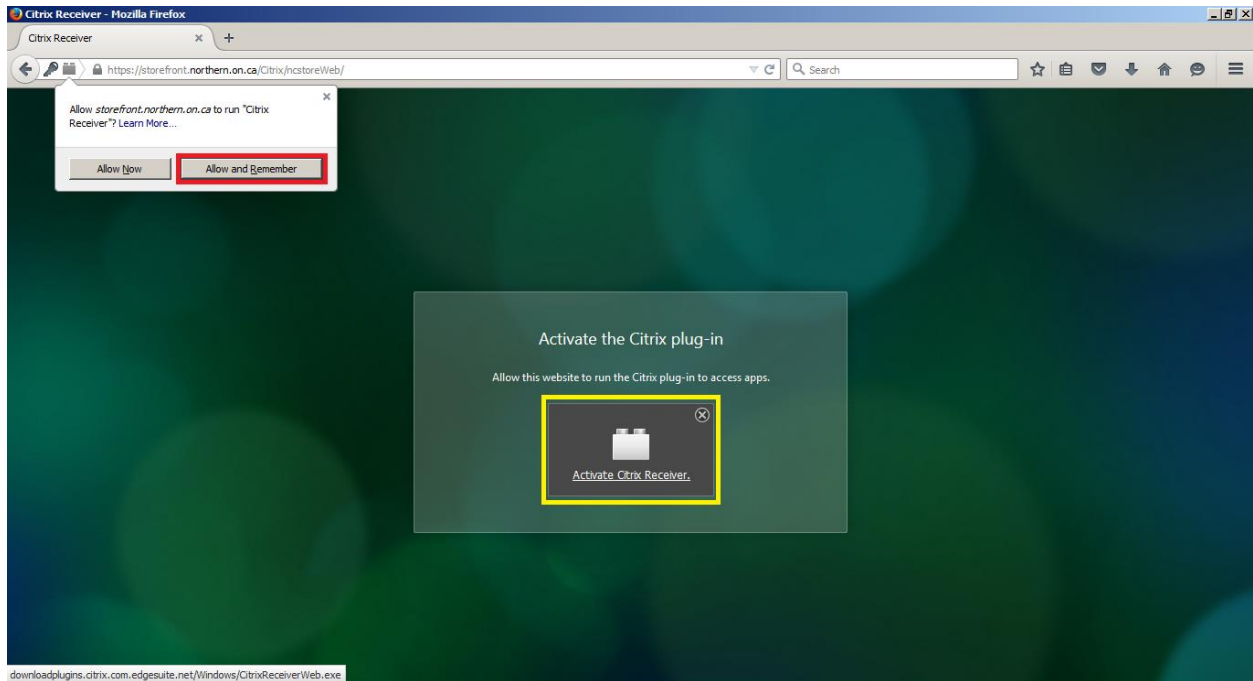 Citrix Receiver - Mozilla Firefox
Citrix Receiver
https://storefront.northern.on.ca/Citrix/ncstoreWeb/
Search
Allow storefront.northern.on.ca to run "Citrix
Receiver"? Learn More...
Allow Now
Allow and Remember
Activate the Citrix plug-in
Allow this website to run the Citrix plug-in to access apps.
Activate Citrix Receiver.
downloadplugins.citrix.com.edgesuite.net/Windows/CitrixReceiverWeb.exe